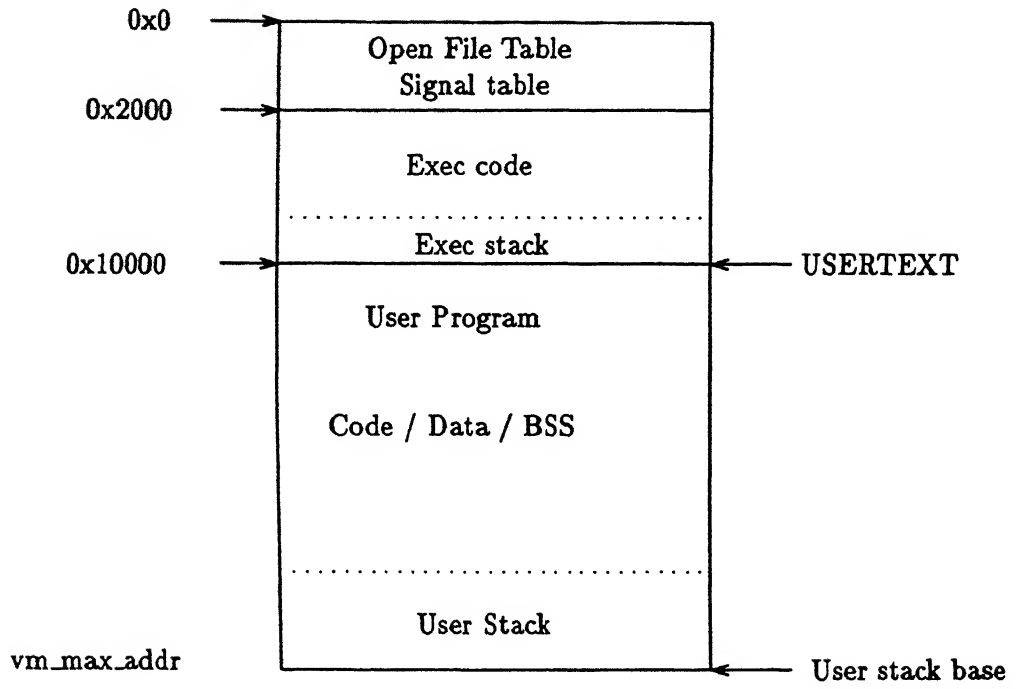 0x0
Open File Table
Signal table
0x2000
Exec code
Exec stack
0x10000
USERTEXT
User Program
Code / Data / BSS
User Stack
vm_max_addr
User stack base